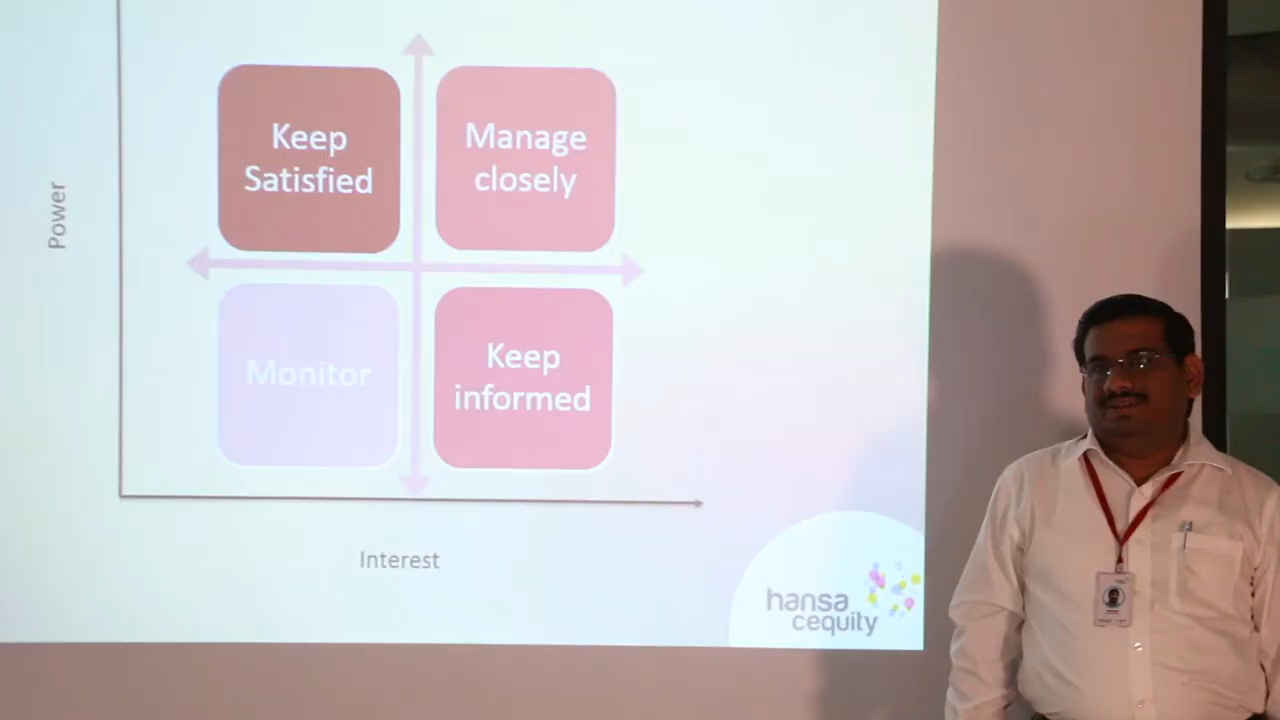 Keep
Satisfied
Manage
closely
Power
Monitor
Keep
informed
Interest
hansa
cequity